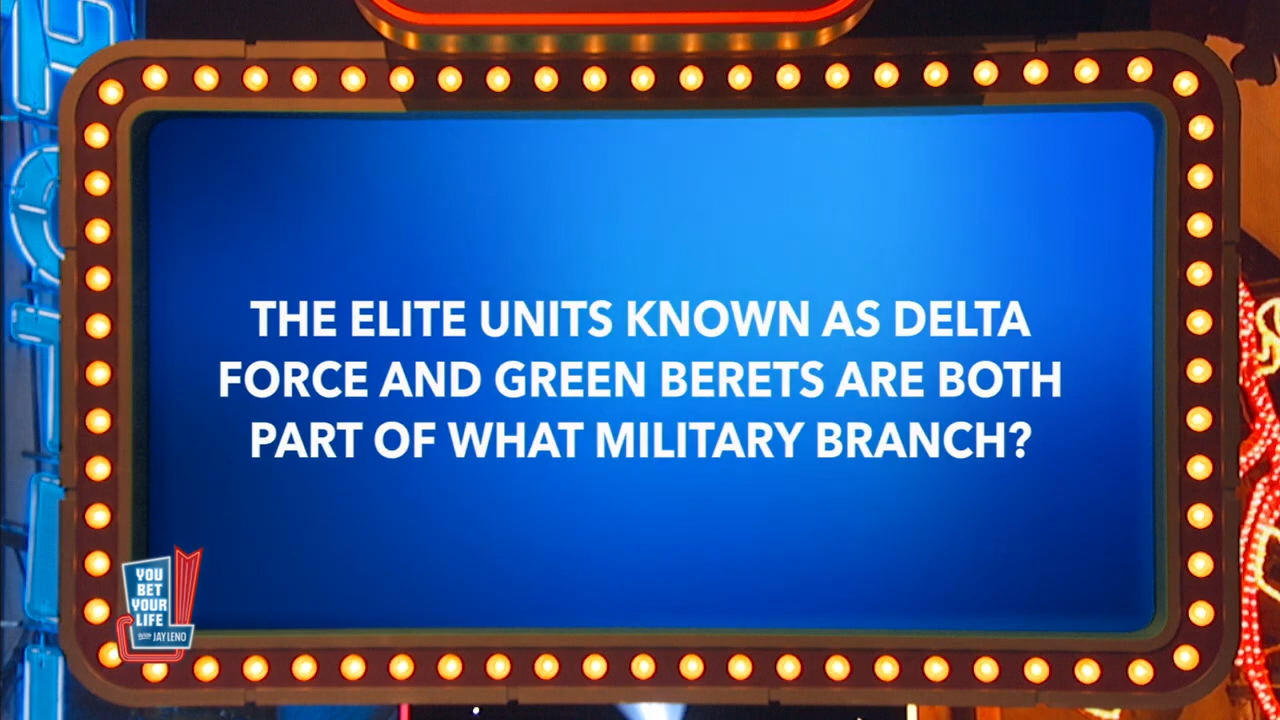 THE ELITE UNITS KNOWN AS DELTA
FORCE AND GREEN BERETS ARE BOTH
PART OF WHAT MILITARY BRANCH?
YOU
BET
YOUR
LIFE
WITH JAY LENO